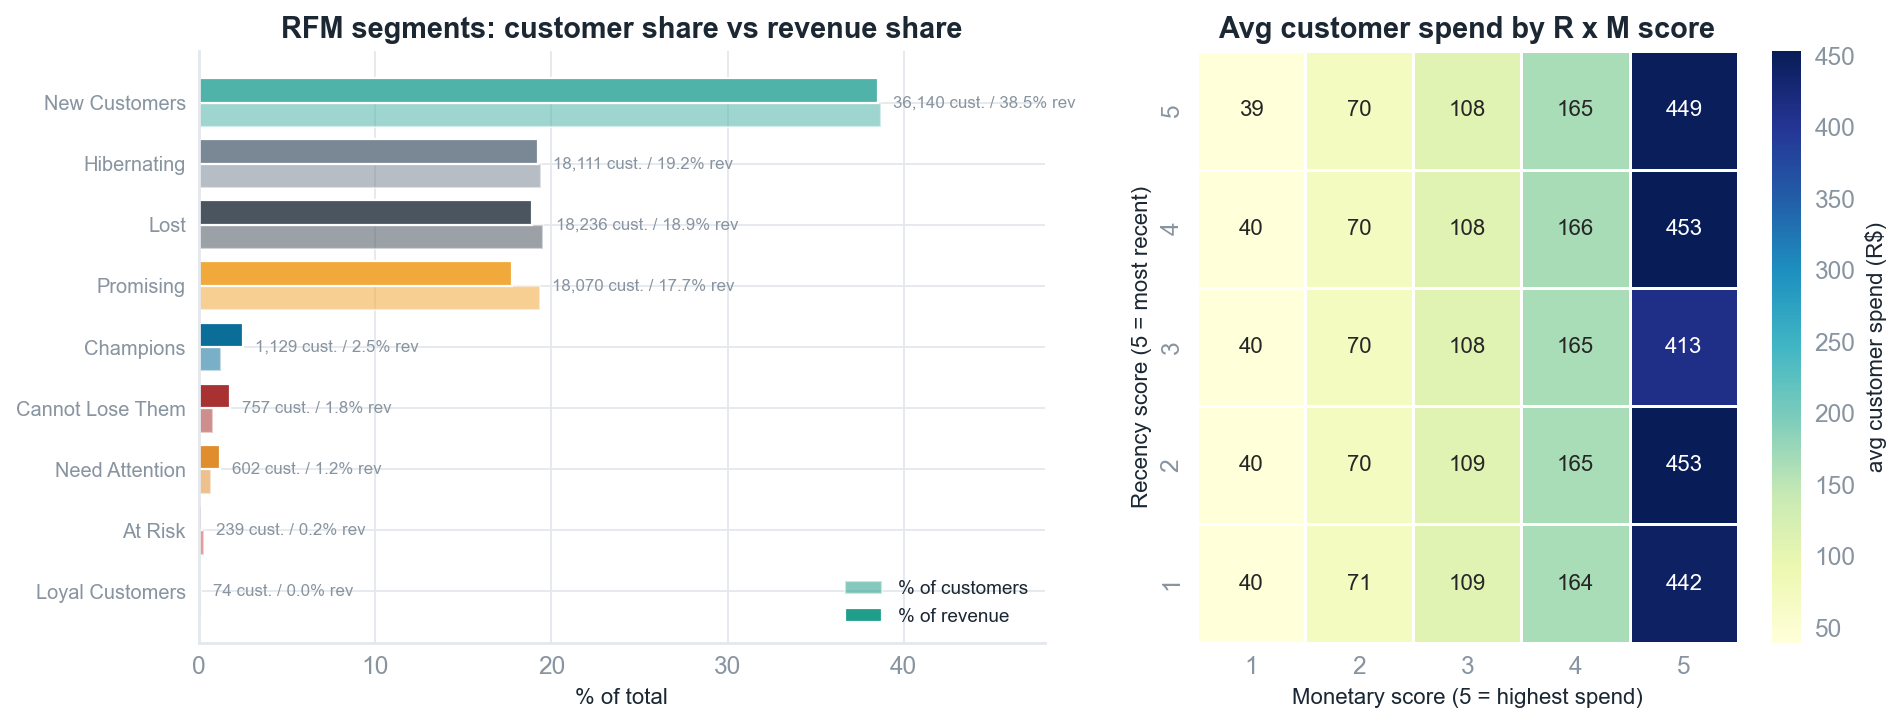 RFM segments: customer share vs revenue share
New Customers
36,140 cust. / 38.5% rev
Hibernating
18,111 cust. / 19.2% rev
Lost
18,236 cust. / 18.9% rev
Promising
18,070 cust. / 17.7% rev
Champions
1,129 cust. / 2.5% rev
Cannot Lose Them
757 cust. / 1.8% rev
Need Attention
602 cust. / 1.2% rev
At Risk
239 cust. / 0.2% rev
Loyal Customers
74 cust. / 0.0% rev
% of customers
% of revenue
0 10 20 30 40
% of total
Avg customer spend by R x M score
Recency score (5 = most recent)
5 39 70 108 165 449
4 40 70 108 166 453
3 40 70 108 165 413
2 40 70 109 165 453
1 40 71 109 164 442
1 2 3 4 5
Monetary score (5 = highest spend)
450
400
350
300
250
200
150
100
50
avg customer spend (R$)